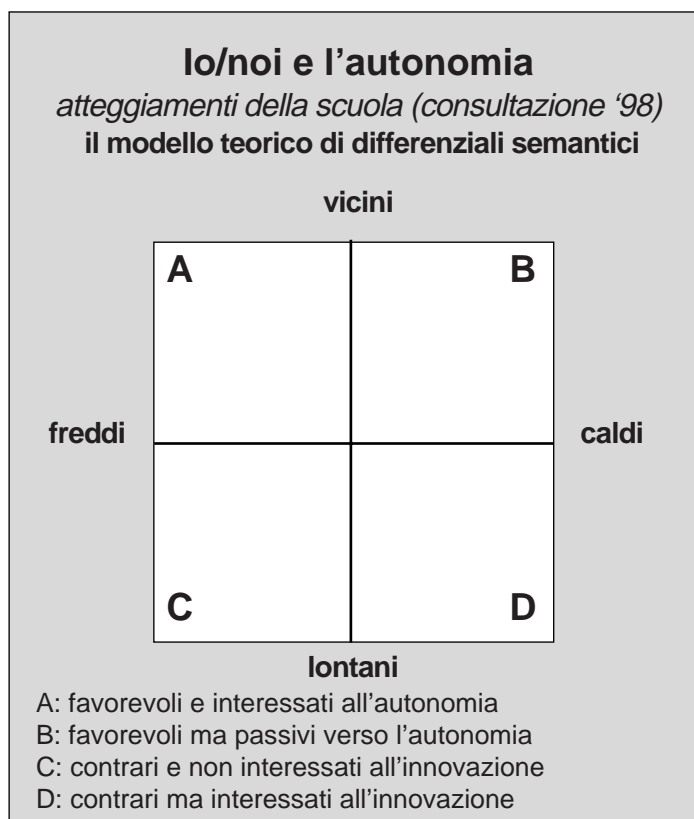 Io/noi e l’autonomia
atteggiamenti della scuola (consultazione ‘98)
il modello teorico di differenziali semantici
vicini
A B
freddi caldi
C D
lontani
A: favorevoli e interessati all’autonomia
B: favorevoli ma passivi verso l’autonomia
C: contrari e non interessati all’innovazione
D: contrari ma interessati all’innovazione